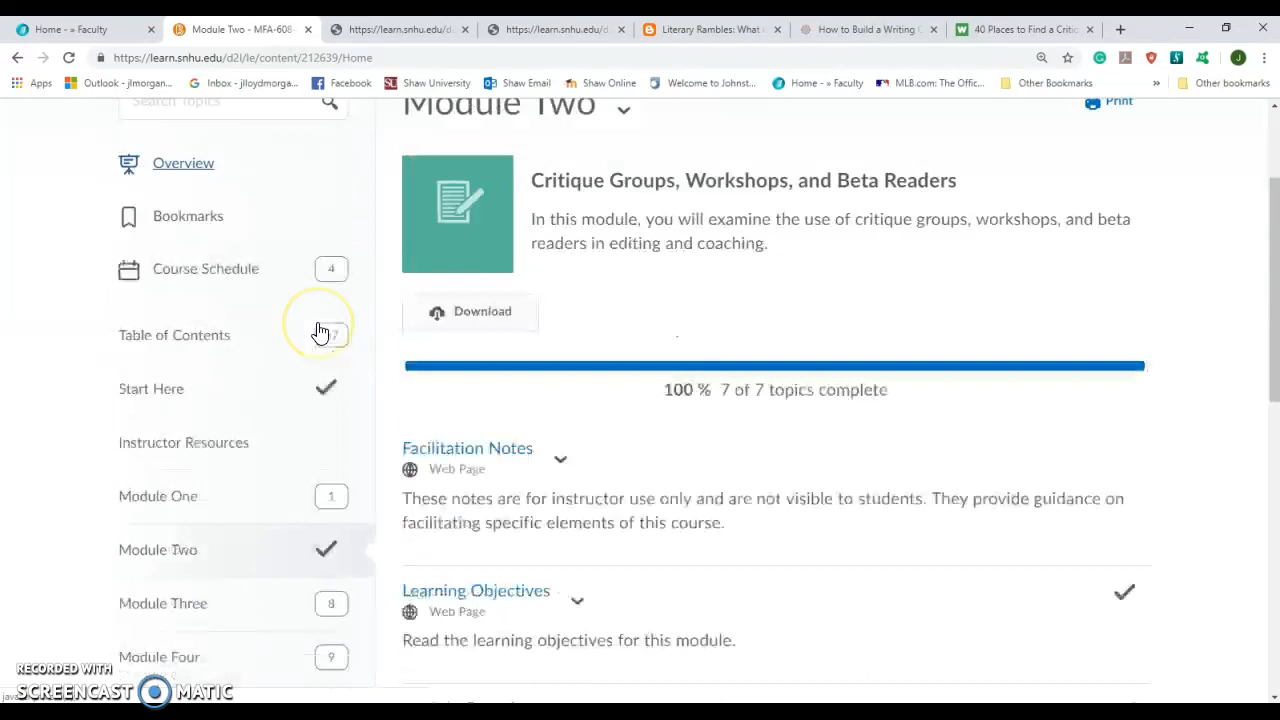 Home - » Faculty
Module Two - MFA-608-
https://learn.snhu.edu/d
https://learn.snhu.edu/d
Literary Rambles: What
How to Build a Writing C
40 Places to Find a Critic
https://learn.snhu.edu/d2l/le/content/212639/Home
Apps
Outlook - jlmorgan...
Inbox - jlloydmorga...
Facebook
Shaw University
Shaw Email
Shaw Online
Welcome to Johnst...
Home - » Faculty
MLB.com: The Offic...
Other Bookmarks
»
Other bookmarks
Search Topics
Module Two
Print
Overview
Bookmarks
Course Schedule
4
Table of Contents
7
Start Here
Instructor Resources
Module One
1
Module Two
Module Three
8
Module Four
9
Critique Groups, Workshops, and Beta Readers
In this module, you will examine the use of critique groups, workshops, and beta
readers in editing and coaching.
Download
100 % 7 of 7 topics complete
Facilitation Notes
Web Page
These notes are for instructor use only and are not visible to students. They provide guidance on
facilitating specific elements of this course.
Learning Objectives
Web Page
Read the learning objectives for this module.
RECORDED WITH
SCREENCAST MATIC